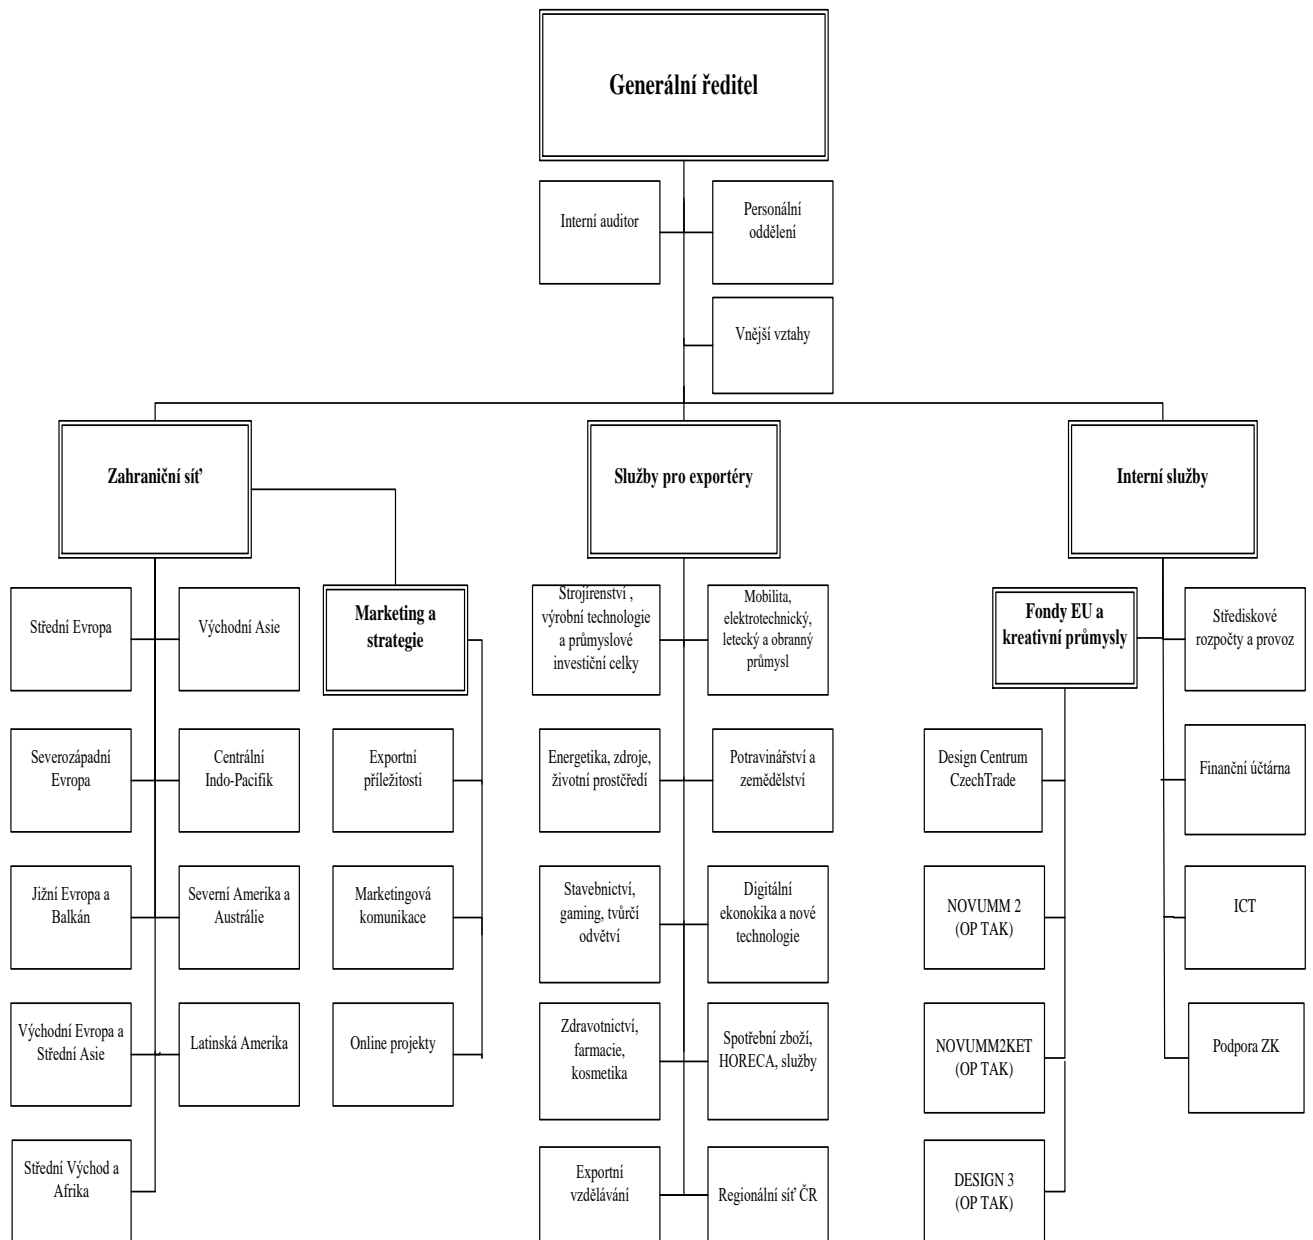 Generální ředitel
Interní auditor
Personální
oddělení
Vnější vztahy
Zahraniční síť
Služby pro exportéry
Interní služby
Střední Evropa
Východní Asie
Marketing a
strategie
Strojírenství ,
výrobní technologie
a průmyslové
investiční celky
Mobilita,
elektrotechnický,
letecký a obranný
průmysl
Fondy EU a
kreativní průmysly
Střediskové
rozpočty a provoz
Severozápadní
Evropa
Centrální
Indo-Pacifik
Exportní
příležitosti
Energetika, zdroje,
životní prostčředí
Potravinářství a
zemědělství
Design Centrum
CzechTrade
Finanční účtárna
Jižní Evropa a
Balkán
Severní Amerika a
Austrálie
Marketingová
komunikace
Stavebnictví,
gaming, tvůrčí
odvětví
Digitální
ekonokika a nové
technologie
NOVUMM 2
(OP TAK)
ICT
Východní Evropa a
Střední Asie
Latinská Amerika
Online projekty
Zdravotnictví,
farmacie,
kosmetika
Spotřební zboží,
HORECA, služby
NOVUMM2KET
(OP TAK)
Podpora ZK
Střední Východ a
Afrika
Exportní
vzdělávání
Regionální síť ČR
DESIGN 3
(OP TAK)